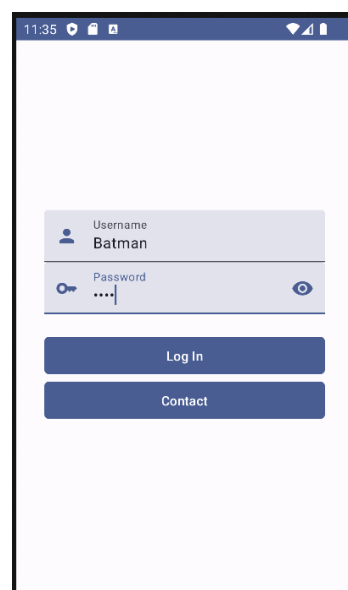 11:35
Username
Batman
Password
••••
Log In
Contact